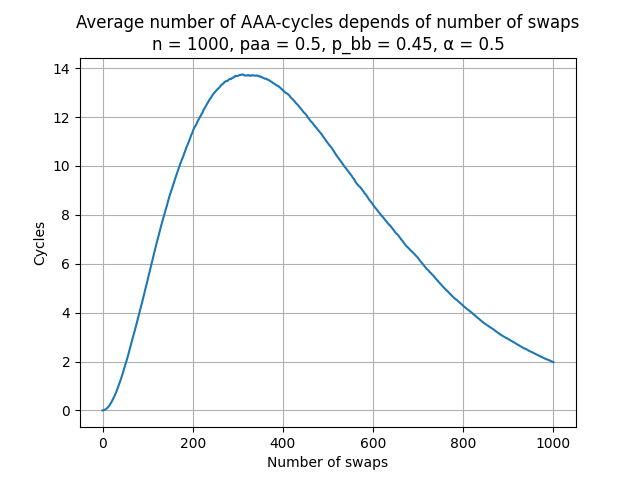 Average number of AAA-cycles depends of number of swaps
n = 1000, paa = 0.5, p_bb = 0.45, α = 0.5
14
12
10
8
6
4
2
0
Cycles
0 200 400 600 800 1000
Number of swaps